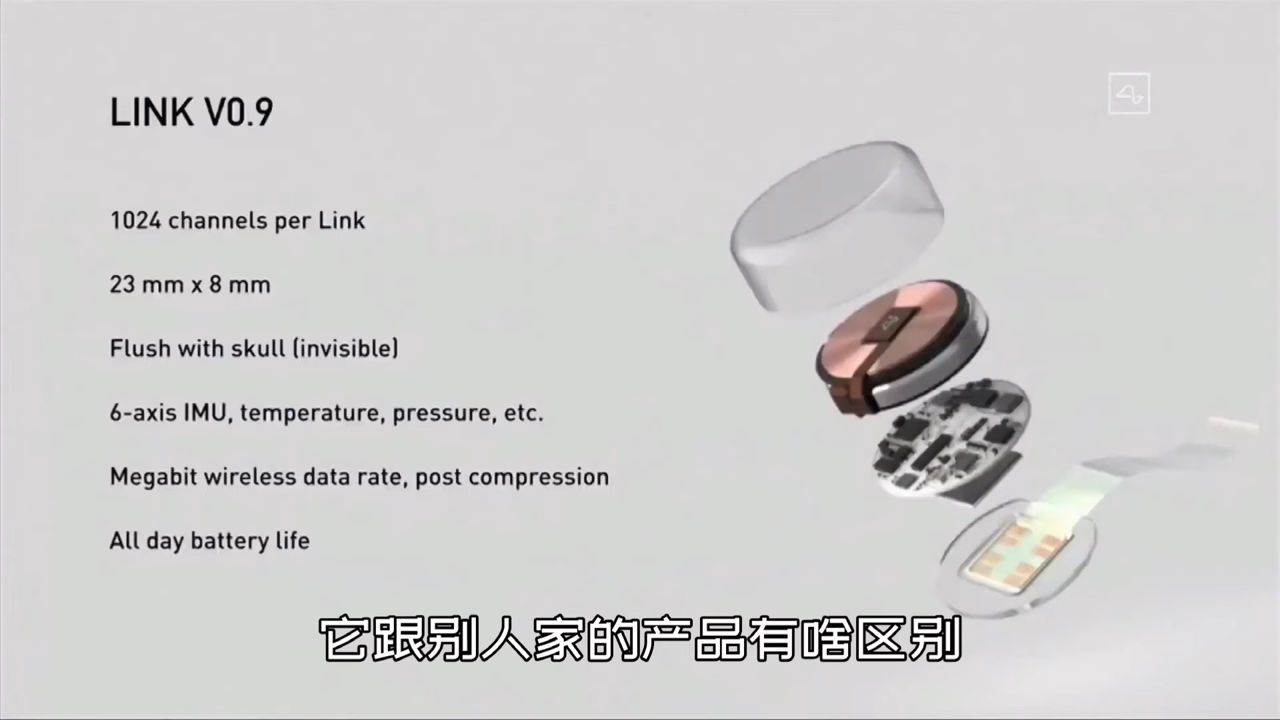 LINK V0.9
1024 channels per Link
23 mm x 8 mm
Flush with skull (invisible)
6-axis IMU, temperature, pressure, etc.
Megabit wireless data rate, post compression
All day battery life
它跟别人家的产品有啥区别